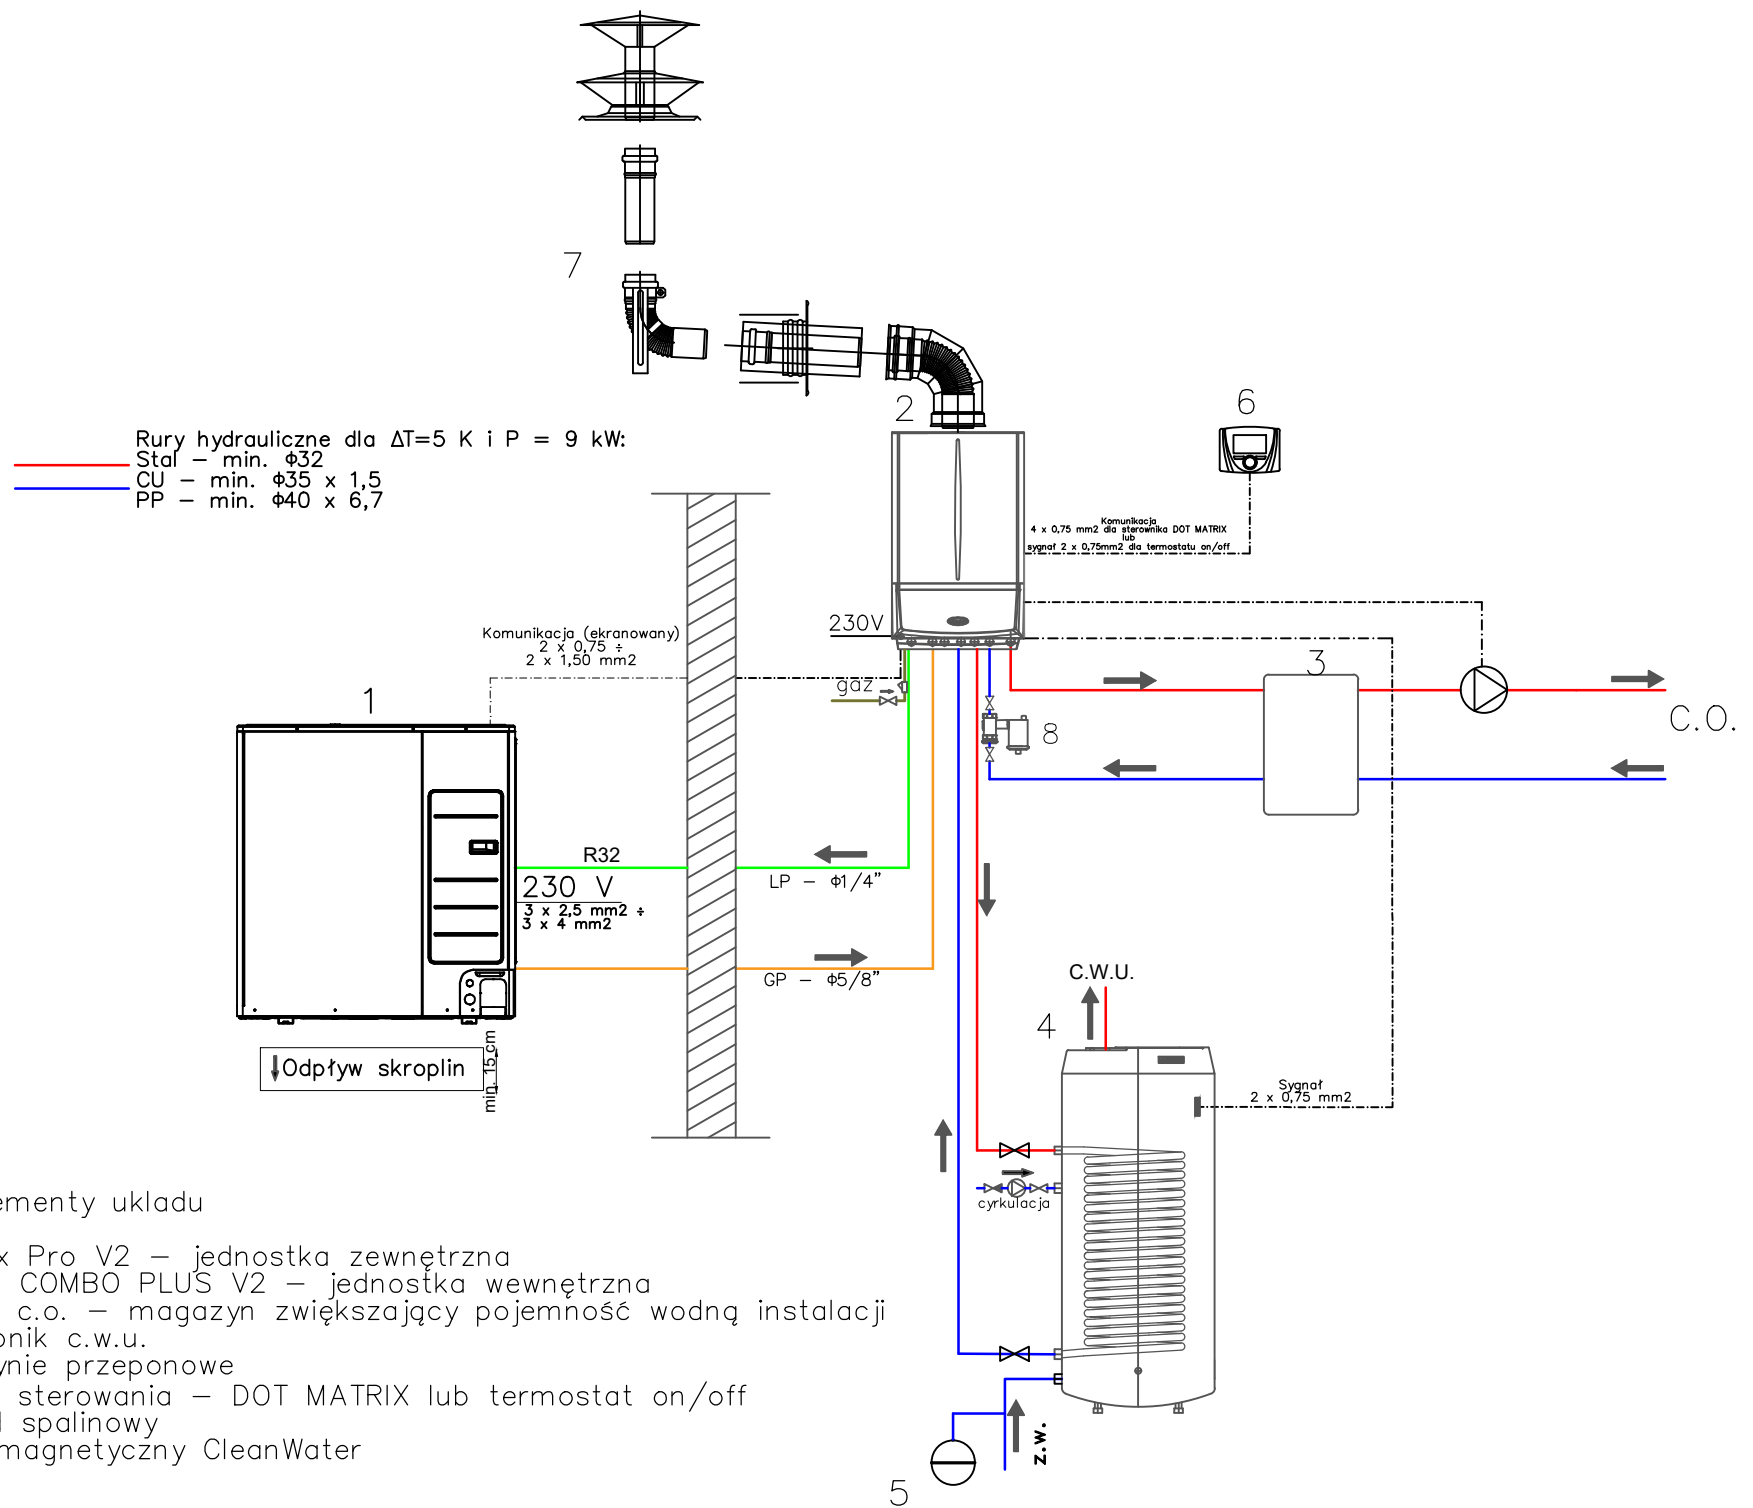 7
2
6
Rury hydrauliczne dla ΔT=5 K i P = 9 kW:
Stal – min. Φ32
CU – min. Φ35 x 1,5
PP – min. Φ40 x 6,7
Komunikacja
4 x 0,75 mm2 dla sterownika DOT MATRIX
lub
sygnał 2 x 0,75mm2 dla termostatu on/off
230V
Komunikacja (ekranowany)
2 x 0,75 ÷
2 x 1,50 mm2
gaz
1
3
8
C.O.
R32
LP – Φ1/4”
230 V
3 x 2,5 mm2 ÷
3 x 4 mm2
GP – Φ5/8”
C.W.U.
4
Odpływ skroplin
min. 15 cm
Sygnał
2 x 0,75 mm2
cyrkulacja
ementy ukladu
x Pro V2 – jednostka zewnętrzna
COMBO PLUS V2 – jednostka wewnętrzna
c.o. – magazyn zwiększający pojemność wodną instalacji
onik c.w.u.
ynie przeponowe
sterowania – DOT MATRIX lub termostat on/off
d spalinowy
magnetyczny CleanWater
z.w.
5